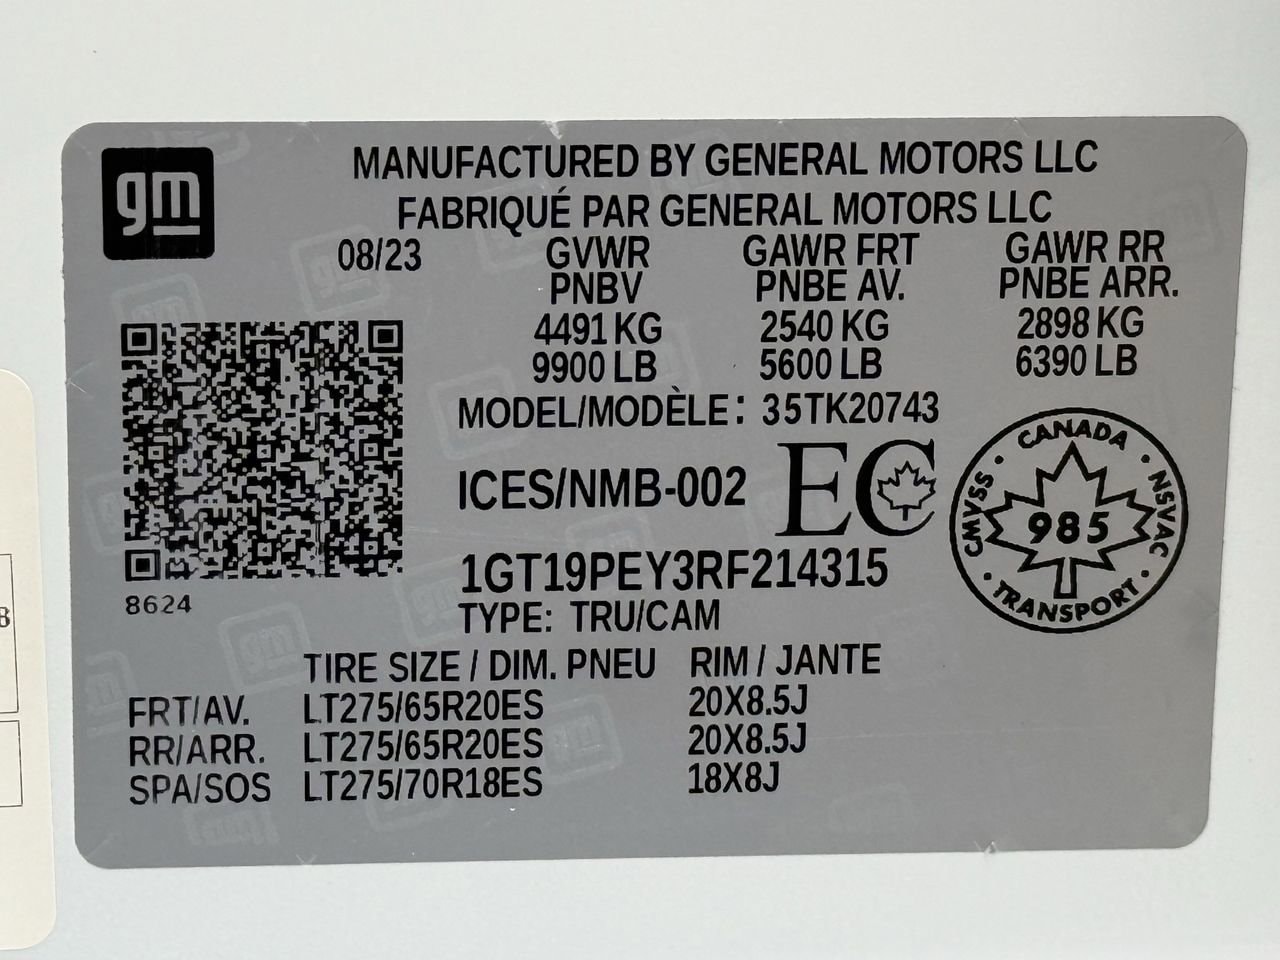 gm
MANUFACTURED BY GENERAL MOTORS LLC
FABRIQUÉ PAR GENERAL MOTORS LLC
08/23 GVWR GAWR FRT GAWR RR
PNBV PNBE AV. PNBE ARR.
4491 KG 2540 KG 2898 KG
9900 LB 5600 LB 6390 LB
MODEL/MODÈLE: 35TK20743
ICES/NMB-002 EC
CANADA
CMVSS • NSVAC
985
• TRANSPORT •
1GT19PEY3RF214315
8624
TYPE: TRU/CAM
TIRE SIZE / DIM. PNEU RIM / JANTE
FRT/AV. LT275/65R20ES 20X8.5J
RR/ARR. LT275/65R20ES 20X8.5J
SPA/SOS LT275/70R18ES 18X8J